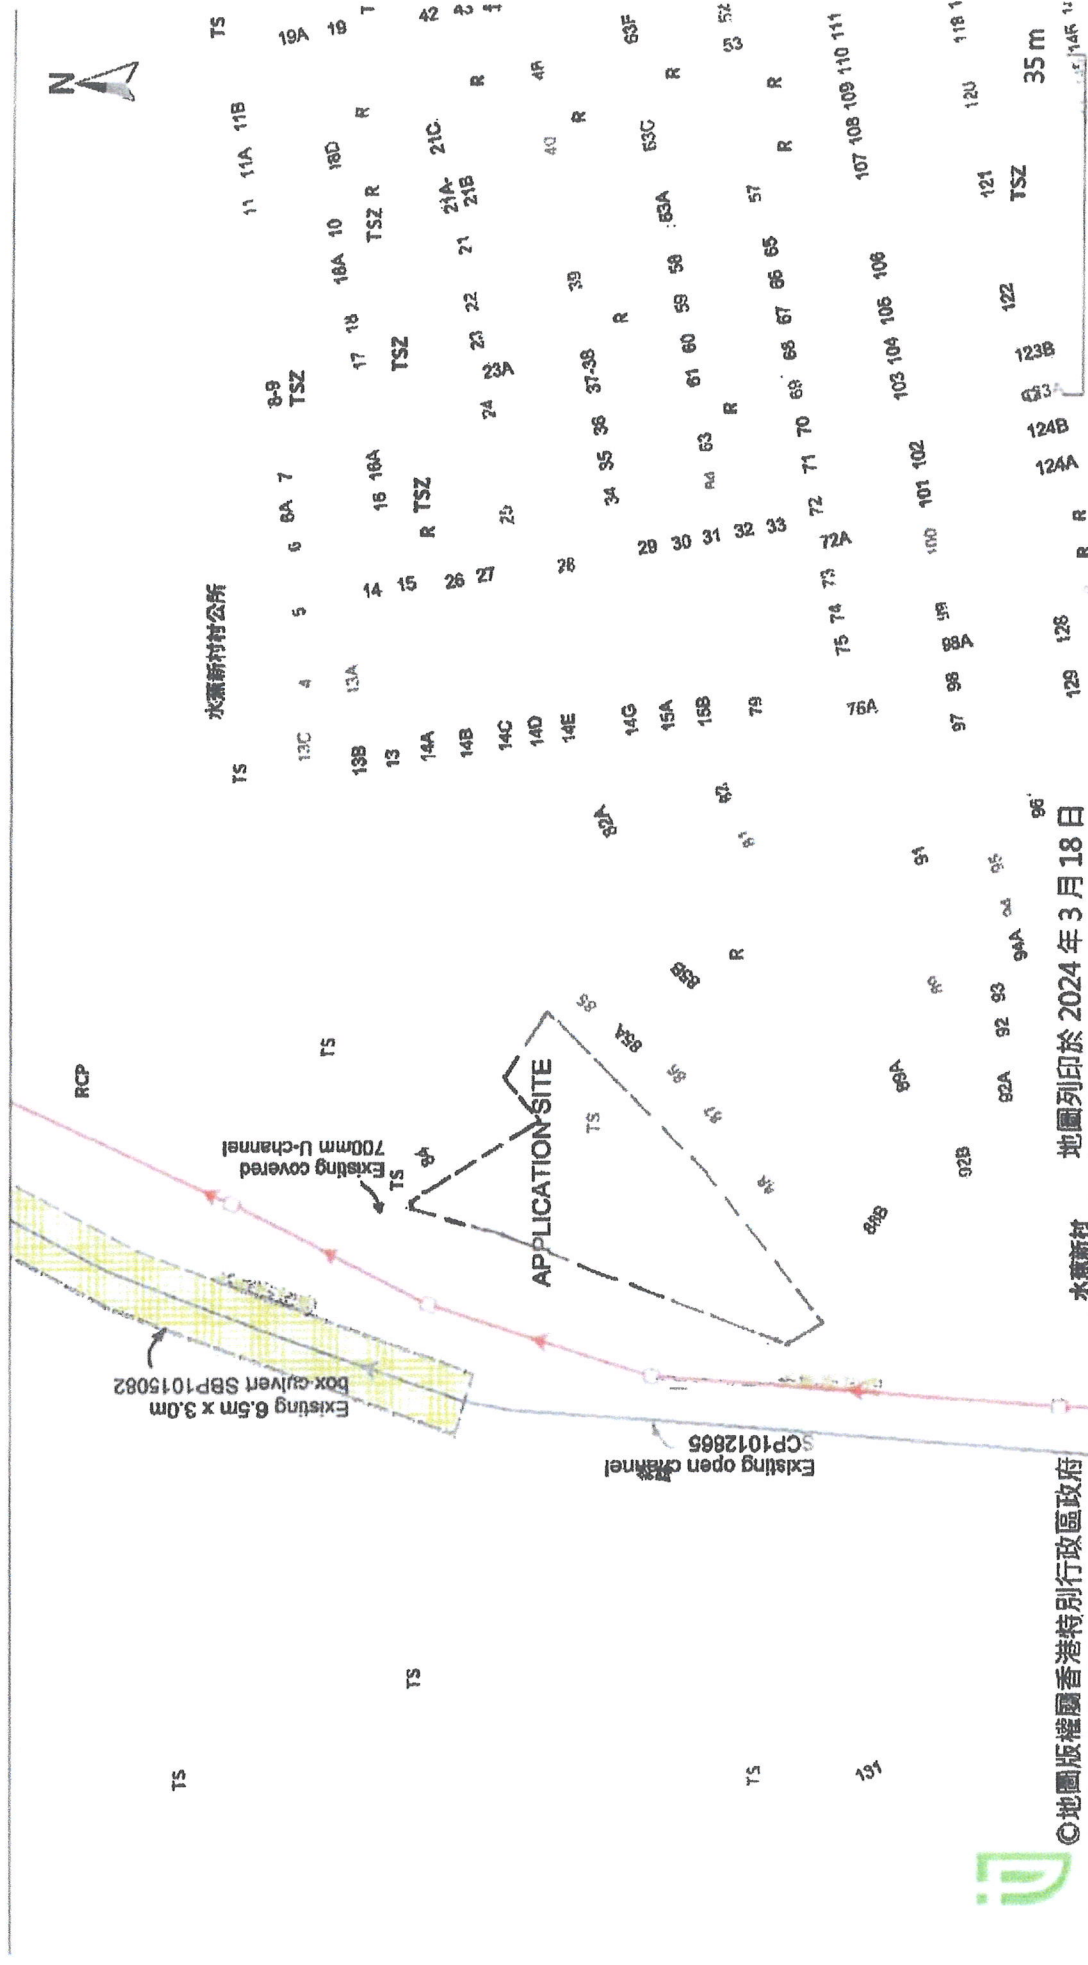 N
TS
19A
19
42
11
11A
11B
18D
R
10
TSZ R
18A
18
17
TSZ
8-9
TSZ
21C
21A-
21B
21
22
23
23A
24
R
63F
R
63C
R
39
R
37-38
36
35
34
58
59
60
61
R
63
53
R
R
57
65
66
67
68
69
70
71
72
107 108 109 110 111
106
105
103 104
101 102
35 m
121
TSZ
122
123B
124B
124A
水蕉新村村公所
7
6A
6
5
4
16 16A
R TSZ
14
15
26
27
25
28
29
30
31
32
33
72A
73
75 74
R
R
TS
13C
13A
13B
13
14A
14B
14C
14D
14E
14G
15A
15B
79
76A
99
98A
98
97
128
129
82A
82
81
91
95
94
94A
96
R
85B
85
85A
86
87
93
92
92A
92B
89A
RCP
TS
Existing covered
700mm U-channel
TS
84
APPLICATION SITE
TS
Existing 6.5m x 3.0m
box culvert SBP1015082
Existing open channel
SCP1012865
TS
TS
TS
131
©地圖版權屬香港特別行政區政府
水蕉新村
地圖列印於 2024 年 3 月 18 日